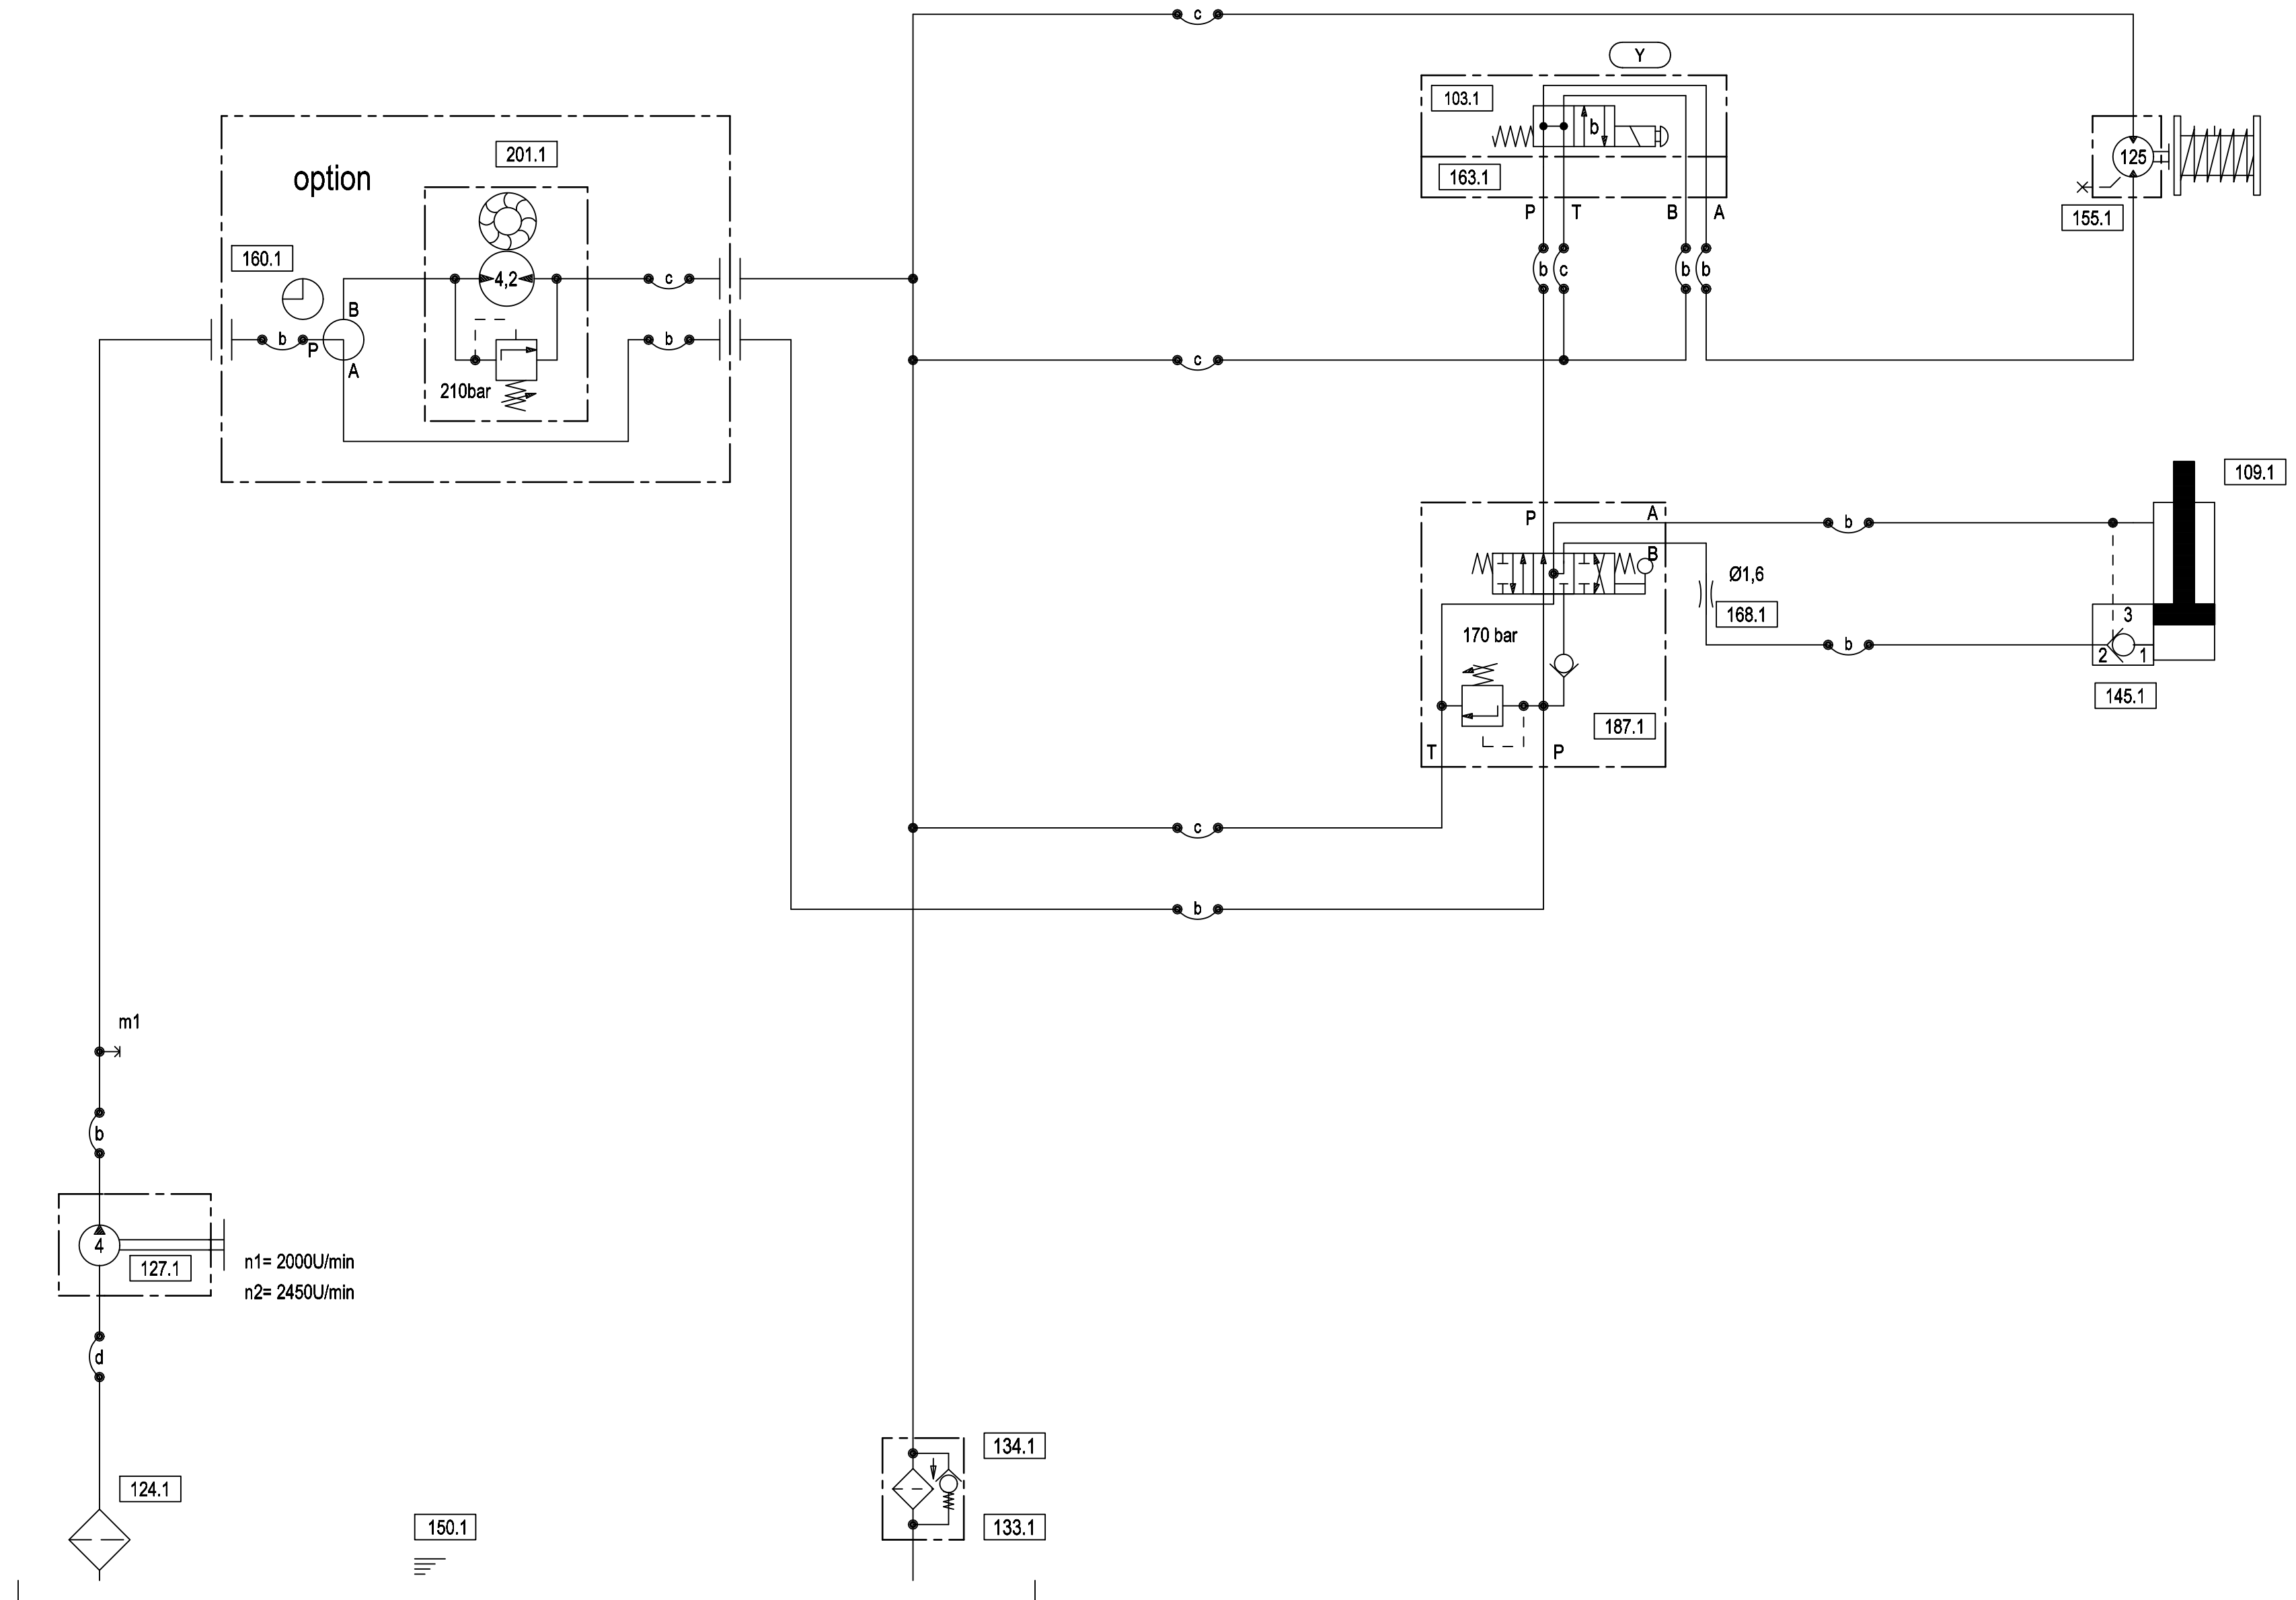 c
Y
103.1
b
163.1
P T B A
125
155.1
option
201.1
160.1
B
4,2
c
b
P
A
b
210bar
b
c
b
b
c
109.1
P
A
b
B
Ø1,6
168.1
170 bar
3
b
2
1
145.1
187.1
T
P
c
b
m1
b
4
127.1
n1= 2000U/min
n2= 2450U/min
d
134.1
124.1
150.1
133.1